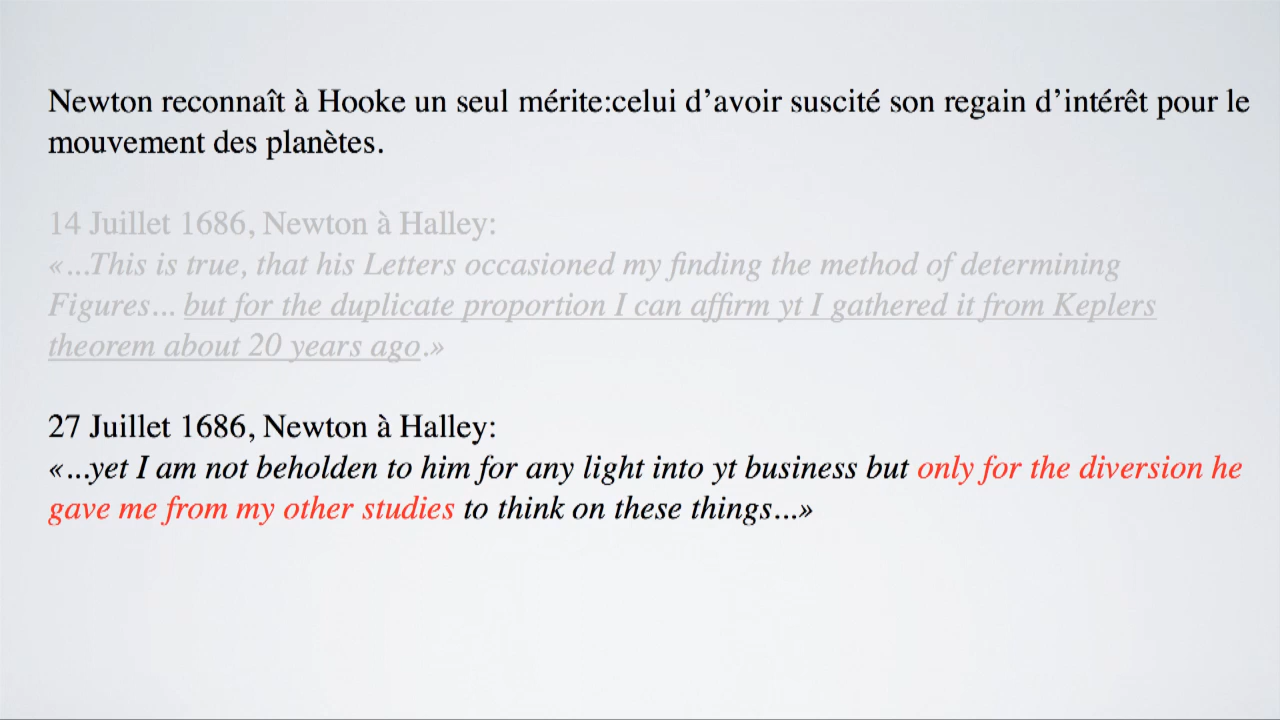 Newton reconnaît à Hooke un seul mérite:celui d’avoir suscité son regain d’intérêt pour le
mouvement des planètes.
14 Juillet 1686, Newton à Halley:
«...This is true, that his Letters occasioned my finding the method of determining
Figures... but for the duplicate proportion I can affirm yt I gathered it from Keplers
theorem about 20 years ago.»
27 Juillet 1686, Newton à Halley:
«...yet I am not beholden to him for any light into yt business but only for the diversion he
gave me from my other studies to think on these things...»